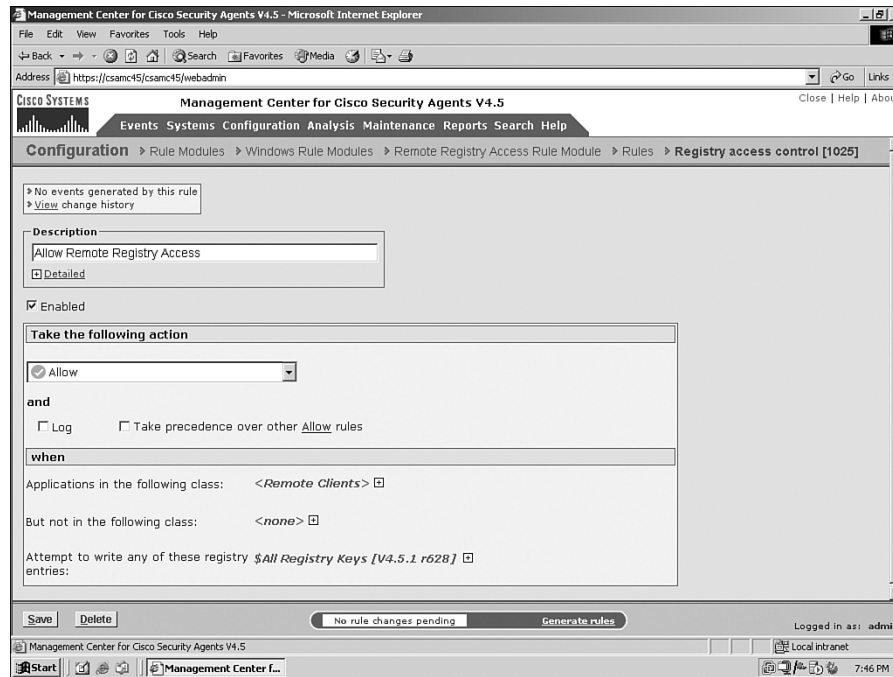 Management Center for Cisco Security Agents V4.5 - Microsoft Internet Explorer
File Edit View Favorites Tools Help
Back Search Favorites Media
Address https://csamc45/csamc45/webadmin Go Links
CISCO SYSTEMS Management Center for Cisco Security Agents V4.5 Close | Help | Abou
Events Systems Configuration Analysis Maintenance Reports Search Help
Configuration Rule Modules Windows Rule Modules Remote Registry Access Rule Module Rules Registry access control [1025]
No events generated by this rule
View change history
Description
Allow Remote Registry Access
Detailed
Enabled
Take the following action
Allow
and
Log Take precedence over other Allow rules
when
Applications in the following class: <Remote Clients>
But not in the following class: <none>
Attempt to write any of these registry entries: $All Registry Keys [V4.5.1 r628]
Save Delete No rule changes pending Generate rules Logged in as: admi
Management Center for Cisco Security Agents V4.5 Local intranet
Start Management Center f... 7:46 PM